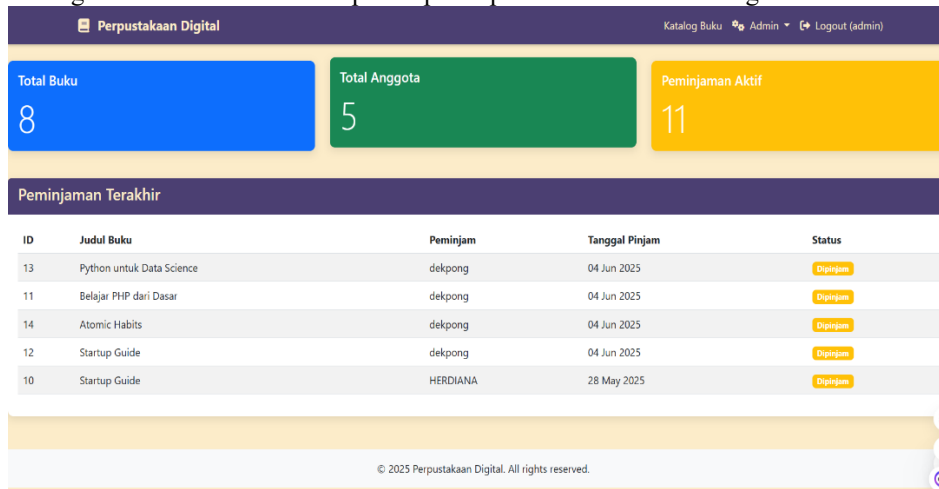 Perpustakaan Digital Katalog Buku Admin Logout (admin)
Total Buku Total Anggota Peminjaman Aktif
8 5 11
Peminjaman Terakhir
ID Judul Buku Peminjam Tanggal Pinjam Status
13 Python untuk Data Science dekpong 04 Jun 2025 Dipinjam
11 Belajar PHP dari Dasar dekpong 04 Jun 2025 Dipinjam
14 Atomic Habits dekpong 04 Jun 2025 Dipinjam
12 Startup Guide dekpong 04 Jun 2025 Dipinjam
10 Startup Guide HERDIANA 28 May 2025 Dipinjam
© 2025 Perpustakaan Digital. All rights reserved.